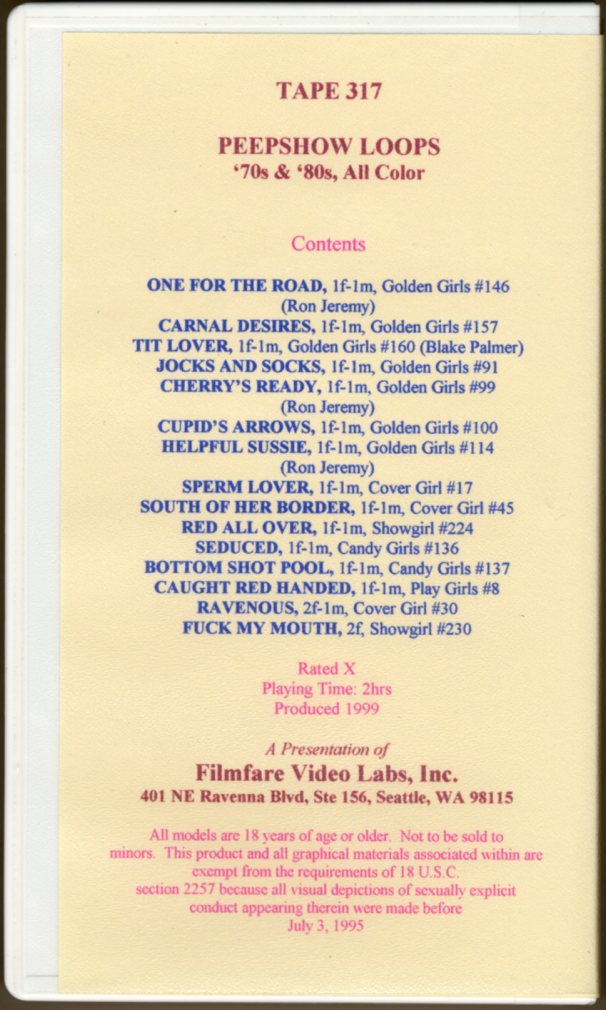 TAPE 317
PEEPSHOW LOOPS
‘70s & ‘80s, All Color
Contents
ONE FOR THE ROAD, 1f-1m, Golden Girls #146
(Ron Jeremy)
CARNAL DESIRES, 1f-1m, Golden Girls #157
TIT LOVER, 1f-1m, Golden Girls #160 (Blake Palmer)
JOCKS AND SOCKS, 1f-1m, Golden Girls #91
CHERRY’S READY, 1f-1m, Golden Girls #99
(Ron Jeremy)
CUPID’S ARROWS, 1f-1m, Golden Girls #100
HELPFUL SUSSIE, 1f-1m, Golden Girls #114
(Ron Jeremy)
SPERM LOVER, 1f-1m, Cover Girl #17
SOUTH OF HER BORDER, 1f-1m, Cover Girl #45
RED ALL OVER, 1f-1m, Showgirl #224
SEDUCED, 1f-1m, Candy Girls #136
BOTTOM SHOT POOL, 1f-1m, Candy Girls #137
CAUGHT RED HANDED, 1f-1m, Play Girls #8
RAVENOUS, 2f-1m, Cover Girl #30
FUCK MY MOUTH, 2f, Showgirl #230
Rated X
Playing Time: 2hrs
Produced 1999
A Presentation of
Filmfare Video Labs, Inc.
401 NE Ravenna Blvd, Ste 156, Seattle, WA 98115
All models are 18 years of age or older. Not to be sold to
minors. This product and all graphical materials associated within are
exempt from the requirements of 18 U.S.C.
section 2257 because all visual depictions of sexually explicit
conduct appearing therein were made before
July 3, 1995